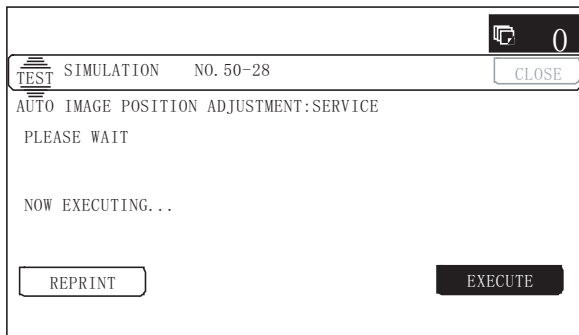 0
TEST SIMULATION NO.50-28 CLOSE
AUTO IMAGE POSITION ADJUSTMENT:SERVICE
PLEASE WAIT
NOW EXECUTING...
REPRINT EXECUTE